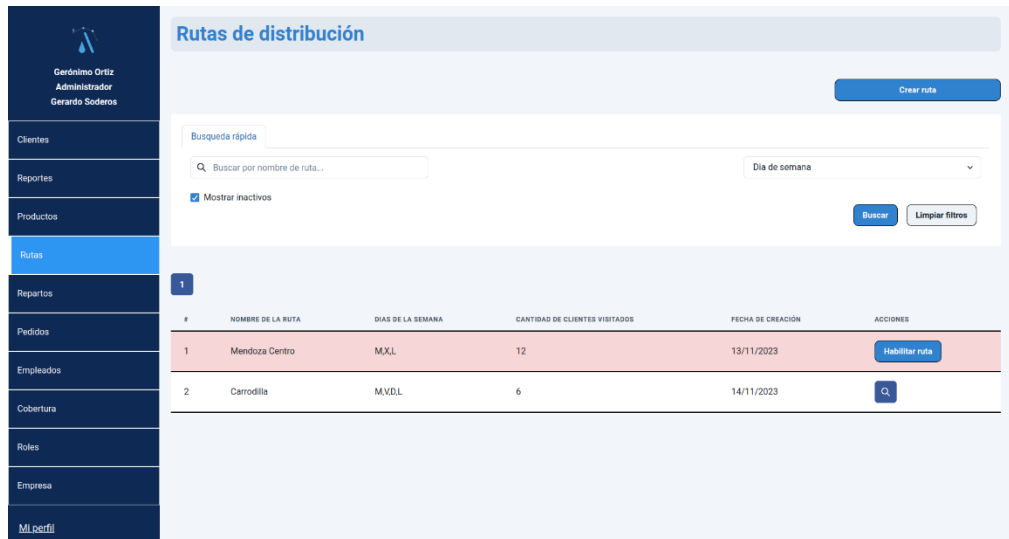 Rutas de distribución
Gerónimo Ortiz
Administrador
Gerardo Soderos
Crear ruta
Clientes
Reportes
Productos
Rutas
Repartos
Pedidos
Empleados
Cobertura
Roles
Empresa
Mi perfil
Busqueda rápida
Buscar por nombre de ruta...
Dia de semana
Mostrar inactivos
Buscar Limpiar filtros
1
# NOMBRE DE LA RUTA DIAS DE LA SEMANA CANTIDAD DE CLIENTES VISITADOS FECHA DE CREACIÓN ACCIONES
1 Mendoza Centro M,X,L 12 13/11/2023 Habilitar ruta
2 Carrodilla M,V,D,L 6 14/11/2023